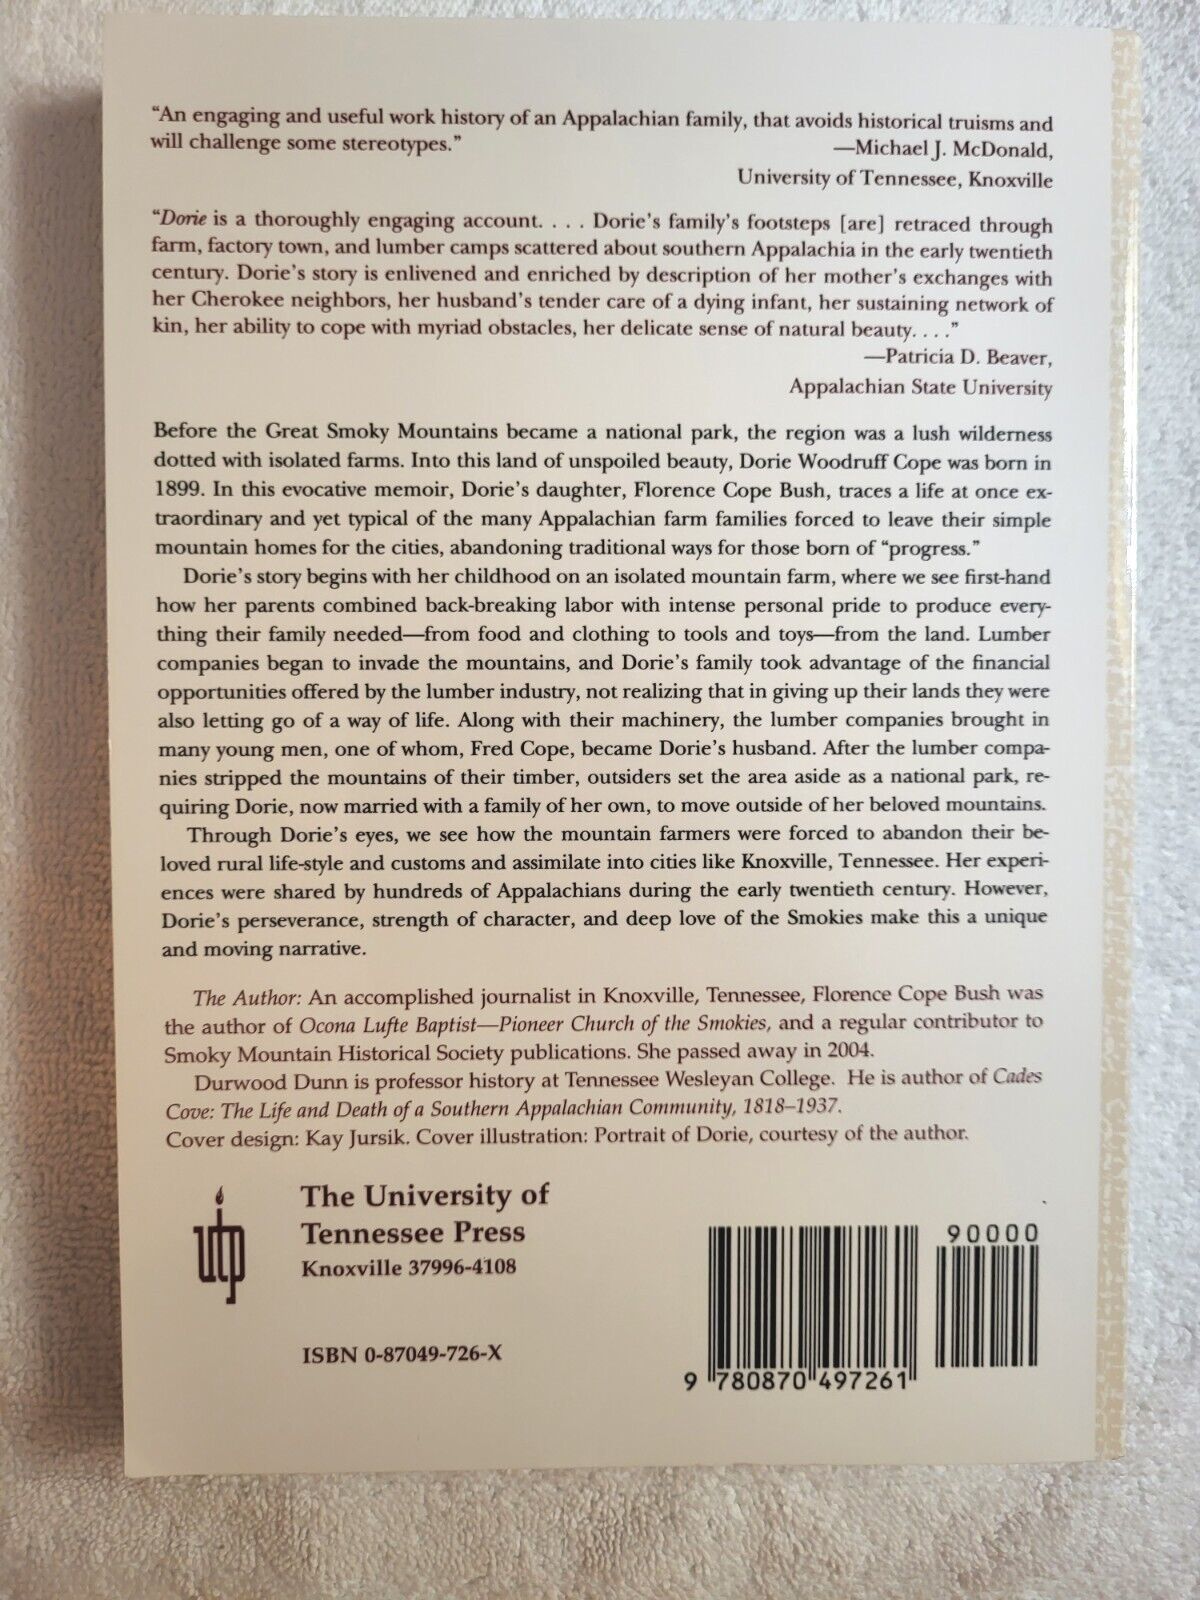 “An engaging and useful work history of an Appalachian family, that avoids historical truisms and
will challenge some stereotypes.”
—Michael J. McDonald,
University of Tennessee, Knoxville
“Dorie is a thoroughly engaging account. . . . Dorie’s family’s footsteps [are] retraced through
farm, factory town, and lumber camps scattered about southern Appalachia in the early twentieth
century. Dorie’s story is enlivened and enriched by description of her mother’s exchanges with
her Cherokee neighbors, her husband’s tender care of a dying infant, her sustaining network of
kin, her ability to cope with myriad obstacles, her delicate sense of natural beauty. . . .”
—Patricia D. Beaver,
Appalachian State University
Before the Great Smoky Mountains became a national park, the region was a lush wilderness
dotted with isolated farms. Into this land of unspoiled beauty, Dorie Woodruff Cope was born in
1899. In this evocative memoir, Dorie’s daughter, Florence Cope Bush, traces a life at once ex-
traordinary and yet typical of the many Appalachian farm families forced to leave their simple
mountain homes for the cities, abandoning traditional ways for those born of “progress.”
Dorie’s story begins with her childhood on an isolated mountain farm, where we see first-hand
how her parents combined back-breaking labor with intense personal pride to produce every-
thing their family needed—from food and clothing to tools and toys—from the land. Lumber
companies began to invade the mountains, and Dorie’s family took advantage of the financial
opportunities offered by the lumber industry, not realizing that in giving up their lands they were
also letting go of a way of life. Along with their machinery, the lumber companies brought in
many young men, one of whom, Fred Cope, became Dorie’s husband. After the lumber compa-
nies stripped the mountains of their timber, outsiders set the area aside as a national park, re-
quiring Dorie, now married with a family of her own, to move outside of her beloved mountains.
Through Dorie’s eyes, we see how the mountain farmers were forced to abandon their be-
loved rural life-style and customs and assimilate into cities like Knoxville, Tennessee. Her experi-
ences were shared by hundreds of Appalachians during the early twentieth century. However,
Dorie’s perseverance, strength of character, and deep love of the Smokies make this a unique
and moving narrative.
The Author: An accomplished journalist in Knoxville, Tennessee, Florence Cope Bush was
the author of Ocona Lufte Baptist—Pioneer Church of the Smokies, and a regular contributor to
Smoky Mountain Historical Society publications. She passed away in 2004.
Durwood Dunn is professor history at Tennessee Wesleyan College. He is author of Cades
Cove: The Life and Death of a Southern Appalachian Community, 1818–1937.
Cover design: Kay Jursik. Cover illustration: Portrait of Dorie, courtesy of the author.
utp
The University of
Tennessee Press
Knoxville 37996-4108
ISBN 0-87049-726-X
90000
9 780870 497261